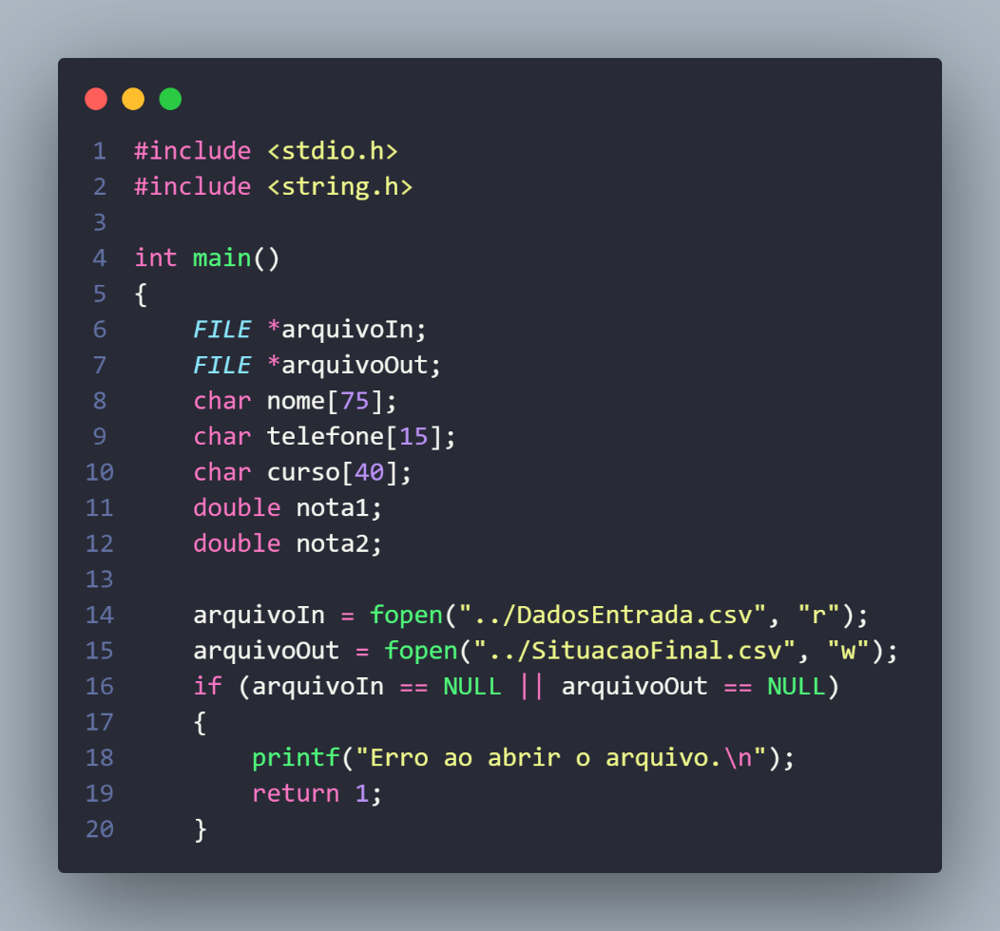 1 #include <stdio.h>
2 #include <string.h>
3
4 int main()
5 {
6     FILE *arquivoIn;
7     FILE *arquivoOut;
8     char nome[75];
9     char telefone[15];
10     char curso[40];
11     double nota1;
12     double nota2;
13
14     arquivoIn = fopen("../DadosEntrada.csv", "r");
15     arquivoOut = fopen("../SituacaoFinal.csv", "w");
16     if (arquivoIn == NULL || arquivoOut == NULL)
17     {
18         printf("Erro ao abrir o arquivo.\n");
19         return 1;
20     }